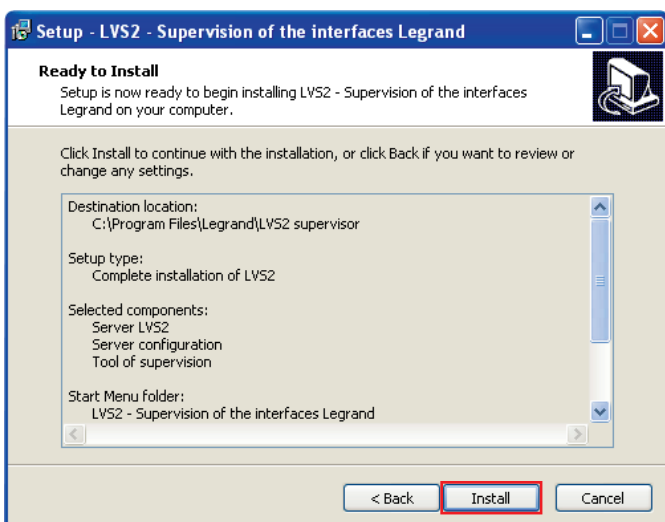 Setup - LVS2 - Supervision of the interfaces Legrand
Ready to Install
Setup is now ready to begin installing LVS2 - Supervision of the interfaces
Legrand on your computer.
Click Install to continue with the installation, or click Back if you want to review or
change any settings.
Destination location:
C:\Program Files\Legrand\LVS2 supervisor
Setup type:
Complete installation of LVS2
Selected components:
Server LVS2
Server configuration
Tool of supervision
Start Menu folder:
LVS2 - Supervision of the interfaces Legrand
< Back
Install
Cancel